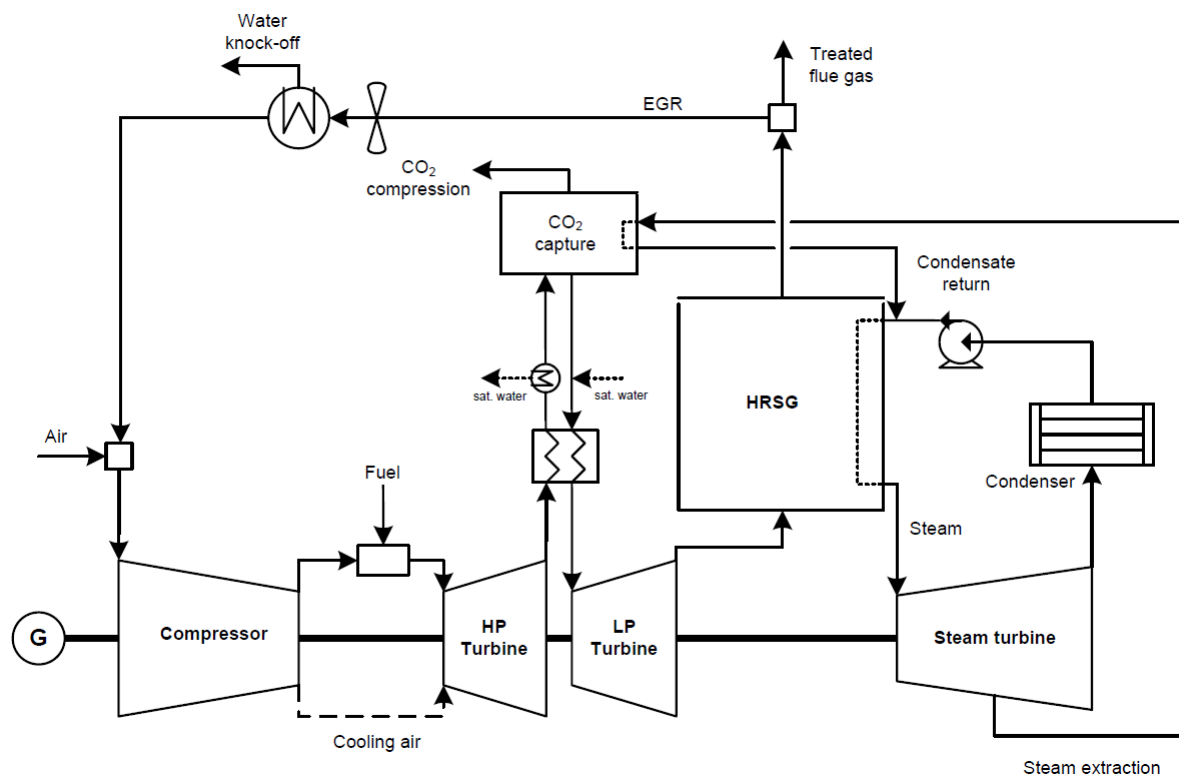 Water
knock-off
Treated
flue gas
EGR
CO2
compression
CO2
capture
Condensate
return
sat. water
sat. water
HRSG
Air
Fuel
Condenser
Steam
G
Compressor
HP
Turbine
LP
Turbine
Steam turbine
Cooling air
Steam extraction